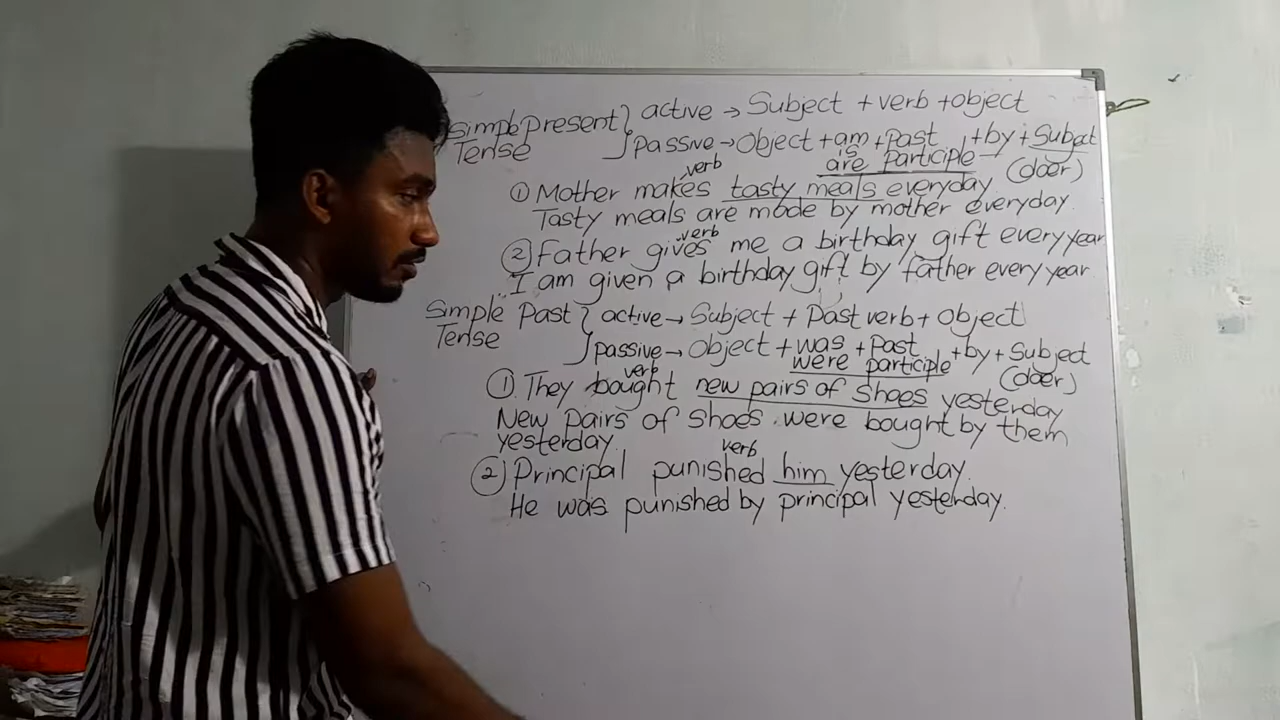 Simple Present } active → Subject + verb + object
Tense Passive → Object + am + Past + by + Subject
is
are participle (doer)
verb
① Mother makes tasty meals everyday
Tasty meals are made by mother everyday.
verb
② Father gives me a birthday gift every year
I am given a birthday gift by father every year
Simple Past } active → Subject + Past verb + object
Tense
passive → Object + was + Past + by + Subject
were participle (doer)
verb
① They bought new pairs of shoes yesterday
New pairs of shoes were bought by them
yesterday.
verb
② Principal punished him yesterday.
He was punished by principal yesterday.